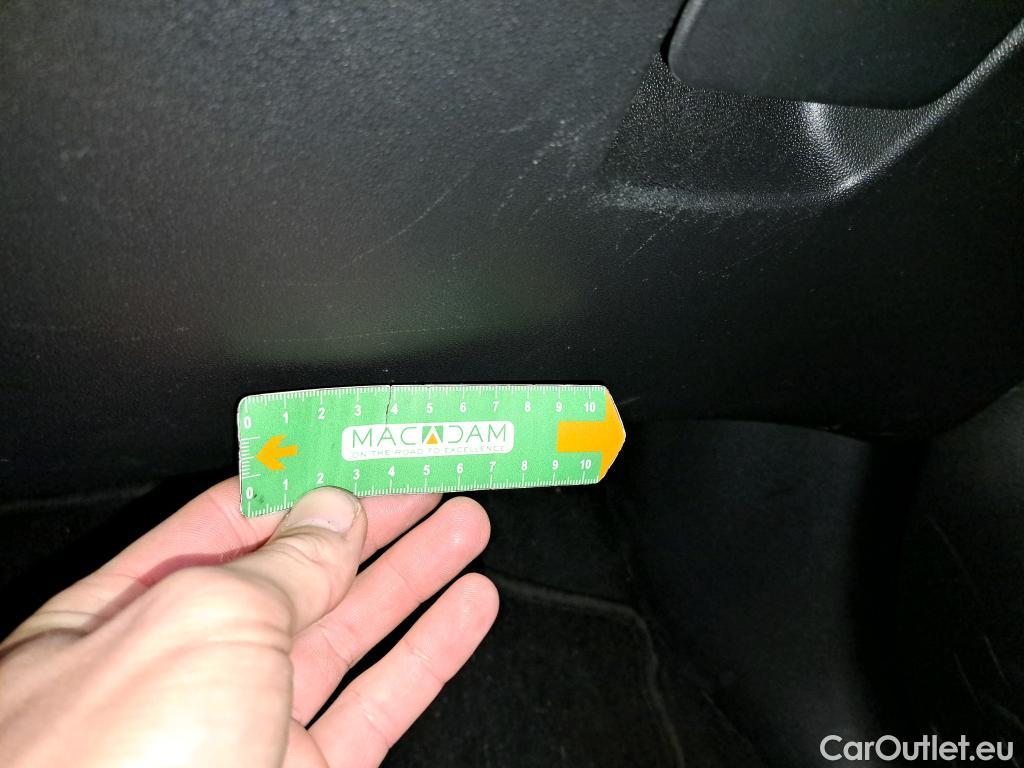 0 1 2 3 4 5 6 7 8 9 10
MACADAM
ON THE ROAD TO EXCELLENCE
0 1 2 3 4 5 6 7 8 9 10
CarOutlet.eu